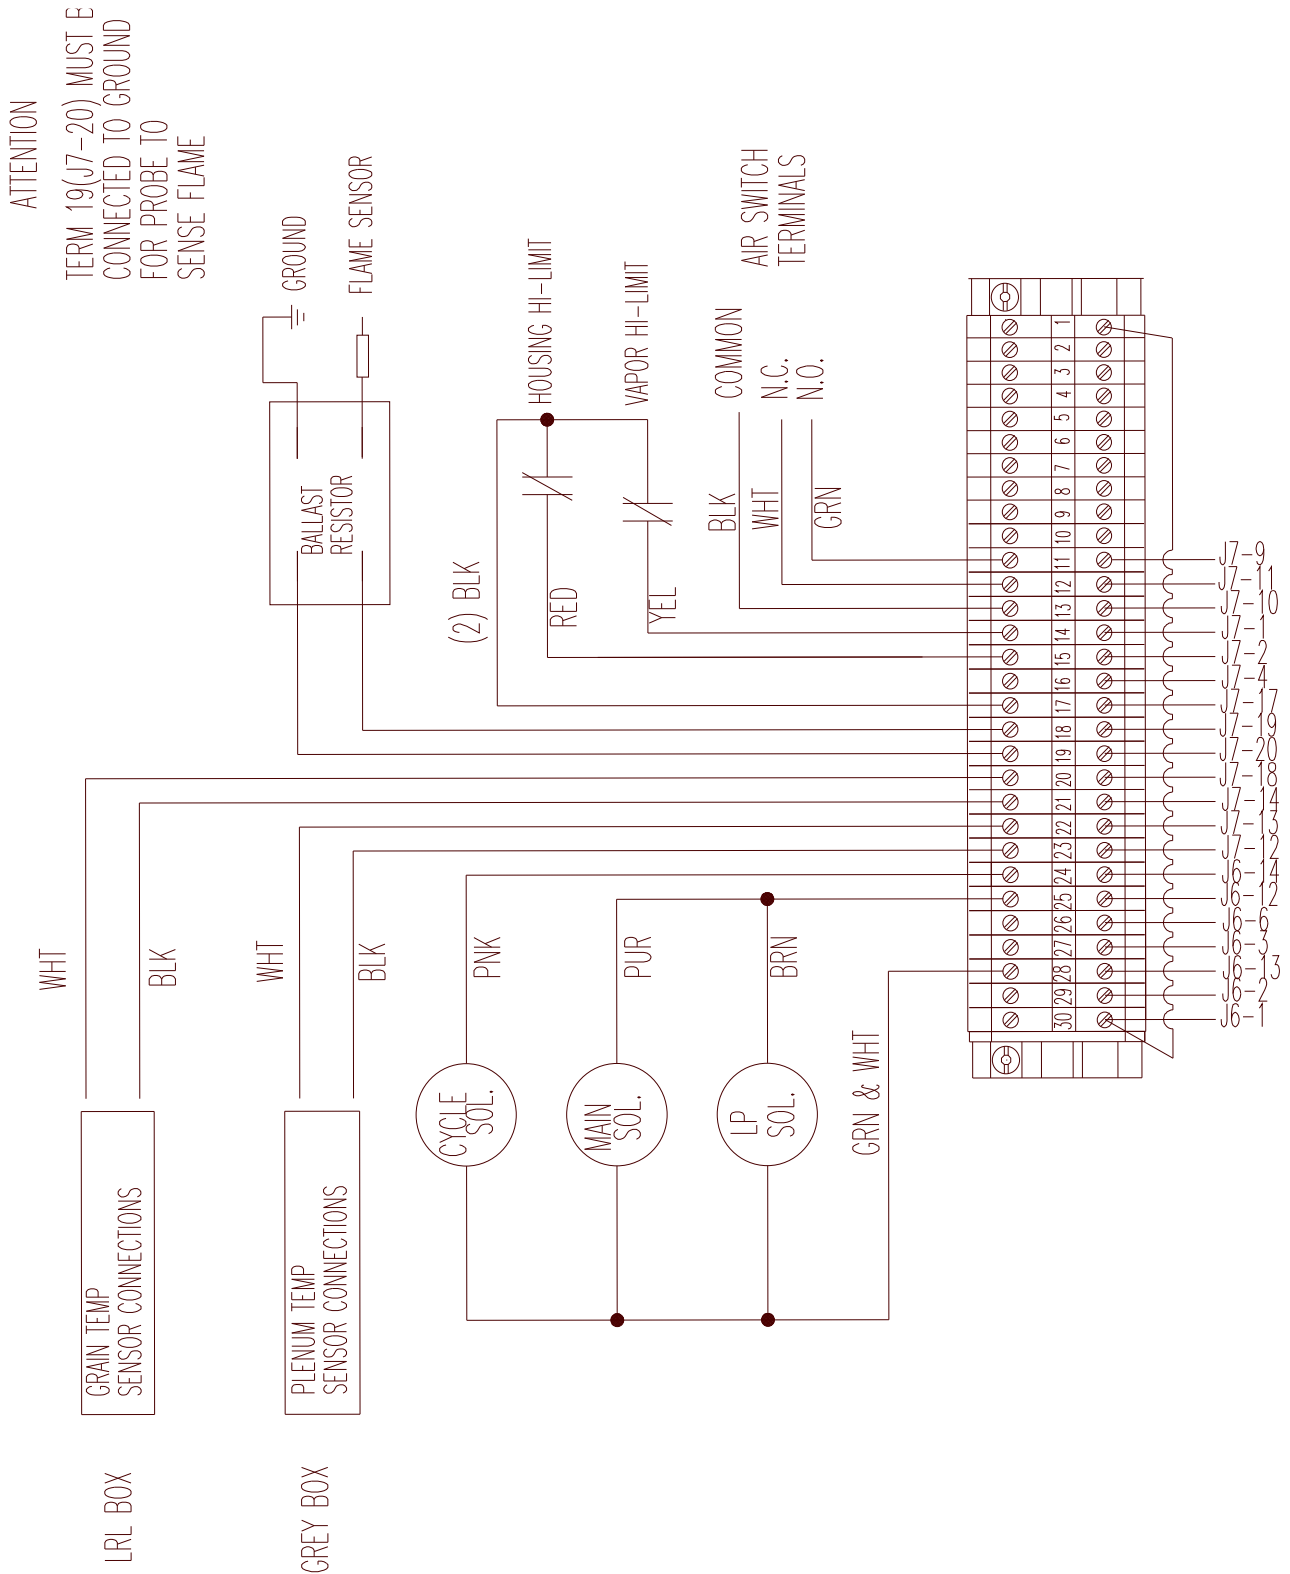 ATTENTION
TERM 19(J7-20) MUST B
CONNECTED TO GROUND
FOR PROBE TO
SENSE FLAME
GROUND
FLAME SENSOR
BALLAST
RESISTOR
HOUSING HI-LIMIT
VAPOR HI-LIMIT
(2) BLK
RED
YEL
AIR SWITCH
TERMINALS
COMMON
N.C.
N.O.
BLK
WHT
GRN
1
2
3
4
5
6
7
8
9
10
11
12
13
14
15
16
17
18
19
20
21
22
23
24
25
26
27
28
29
30
J7-9
J7-11
J7-10
J7-1
J7-2
J7-4
J7-17
J7-19
J7-20
J7-18
J7-14
J7-13
J7-12
J6-14
J6-12
J6-6
J6-3
J6-13
J6-2
J6-1
WHT
BLK
WHT
BLK
PNK
PUR
BRN
GRN & WHT
CYCLE
SOL.
MAIN
SOL.
LP
SOL.
GRAIN TEMP
SENSOR CONNECTIONS
PLENUM TEMP
SENSOR CONNECTIONS
LRL BOX
GREY BOX